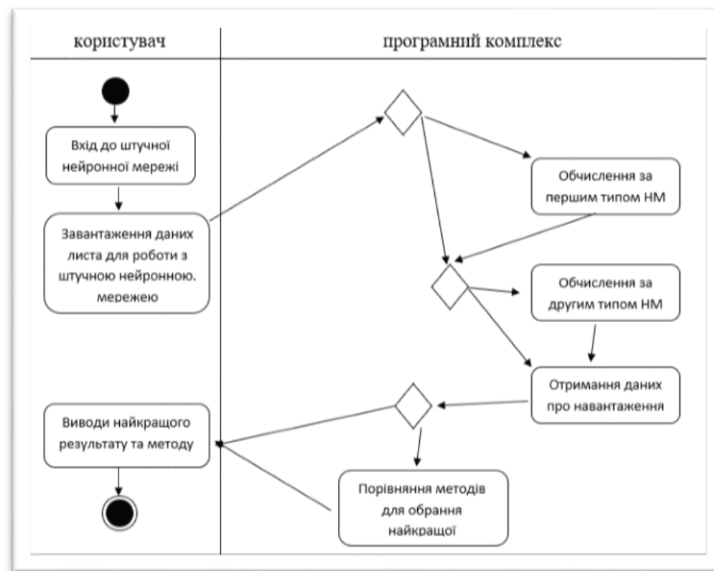 користувач
програмний комплекс
Вхід до штучної
нейронної мережі
Завантаження даних
листа для роботи з
штучною нейронною.
мережею
Обчислення за
першим типом НМ
Обчислення за
другим типом НМ
Отримання даних
про навантаження
Порівняння методів
для обрання
найкращої
Виводи найкращого
результату та методу